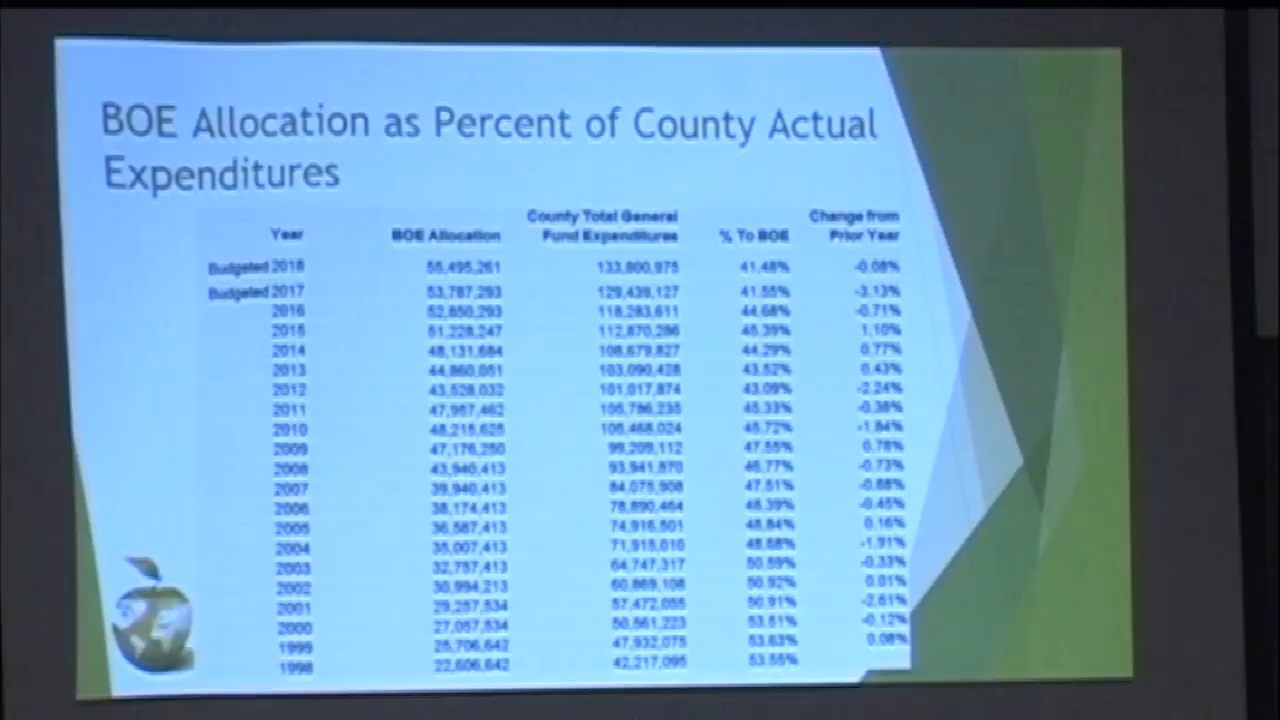 BOE Allocation as Percent of County Actual
Expenditures
County Total General Change from
Year BOE Allocation Fund Expenditures % To BOE Prior Year
Budgeted 2018 55,495,261 133,800,975 41.48% -0.08%
Budgeted 2017 53,787,293 129,439,127 41.55% -3.13%
2016 52,850,293 118,283,611 44.68% -0.71%
2015 51,228,247 112,870,286 45.39% 1.10%
2014 48,131,684 108,679,827 44.29% 0.77%
2013 44,860,051 103,090,428 43.52% 0.43%
2012 43,528,032 101,017,874 43.09% -2.24%
2011 47,957,462 105,786,235 45.33% -0.38%
2010 48,215,625 105,468,024 45.72% -1.84%
2009 47,176,250 99,209,112 47.55% 0.78%
2008 43,940,413 93,941,870 46.77% -0.73%
2007 39,940,413 84,075,908 47.51% -0.88%
2006 38,174,413 78,890,464 48.39% -0.45%
2005 36,587,413 74,916,501 48.84% 0.16%
2004 35,007,413 71,915,010 48.68% -1.91%
2003 32,757,413 64,747,317 50.59% -0.33%
2002 30,994,213 60,869,108 50.92% 0.01%
2001 29,257,534 57,472,055 50.91% -2.61%
2000 27,057,534 50,561,223 53.51% -0.12%
1999 25,706,642 47,932,075 53.63% 0.08%
1998 22,606,642 42,217,095 53.55%